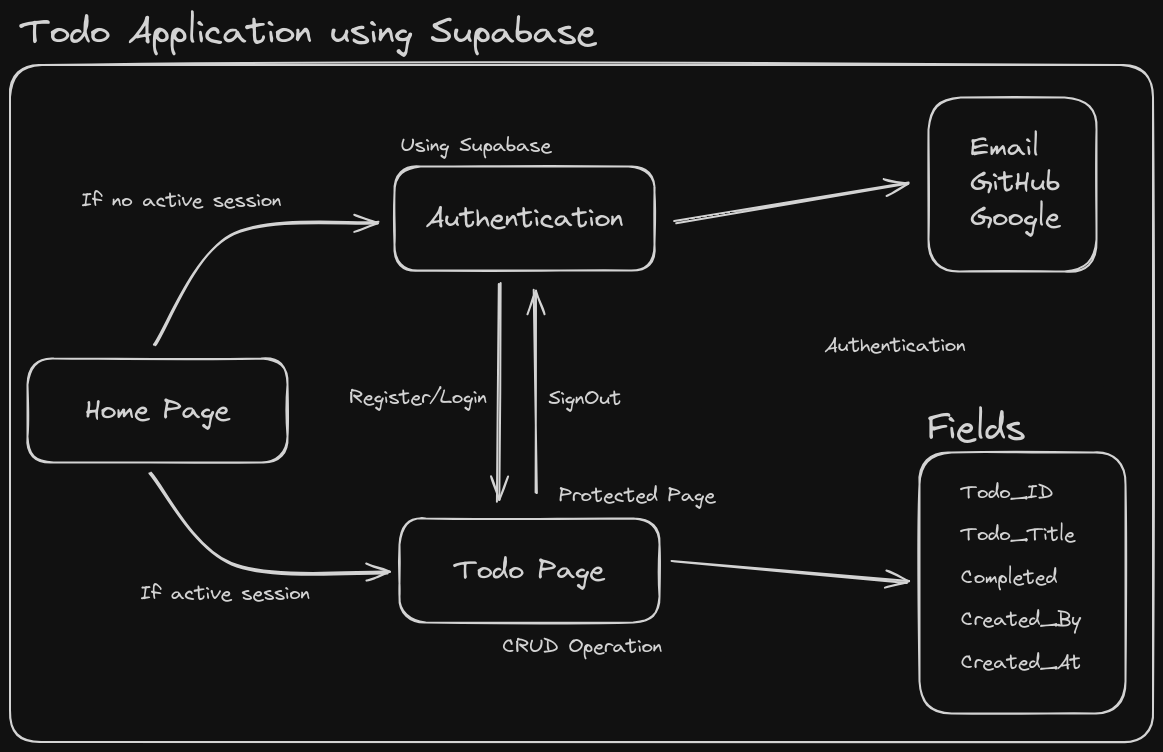 Todo Application using Supabase
Using Supabase
If no active session
Authentication
Email
GitHub
Google
Authentication
Home Page
Register/Login
SignOut
Fields
Protected Page
Todo Page
If active session
CRUD Operation
Todo_ID
Todo_Title
Completed
Created_By
Created_At